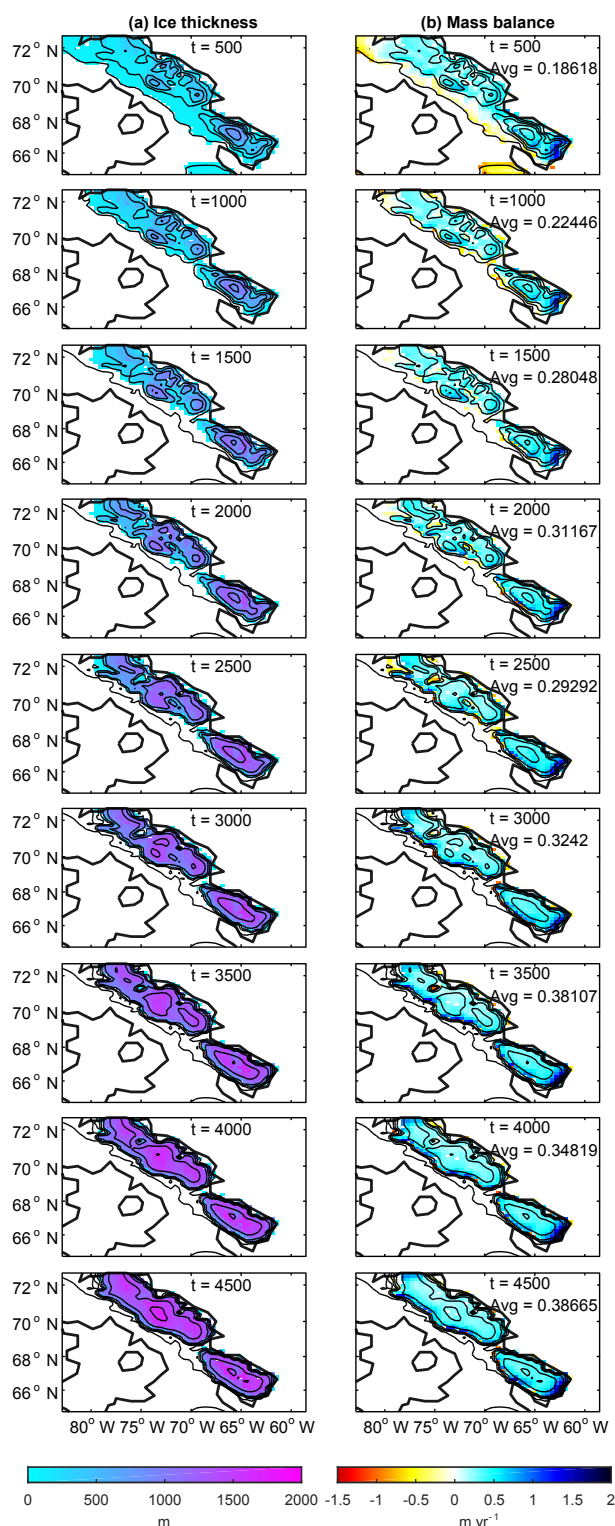 (a) Ice thickness (b) Mass balance
72° N
70° N
68° N
66° N
t = 500
t = 500
Avg = 0.18618
72° N
70° N
68° N
66° N
t =1000
t =1000
Avg = 0.22446
72° N
70° N
68° N
66° N
t = 1500
t = 1500
Avg = 0.28048
72° N
70° N
68° N
66° N
t = 2000
t = 2000
Avg = 0.31167
72° N
70° N
68° N
66° N
t = 2500
t = 2500
Avg = 0.29292
72° N
70° N
68° N
66° N
t = 3000
t = 3000
Avg = 0.3242
72° N
70° N
68° N
66° N
t = 3500
t = 3500
Avg = 0.38107
72° N
70° N
68° N
66° N
t = 4000
t = 4000
Avg = 0.34819
72° N
70° N
68° N
66° N
t = 4500
t = 4500
Avg = 0.38665
80° W 75° W 70° W 65° W 60° W 80° W 75° W 70° W 65° W 60° W
0 500 1000 1500 2000 -1.5 -1 -0.5 0 0.5 1 1.5 2
m m yr⁻¹